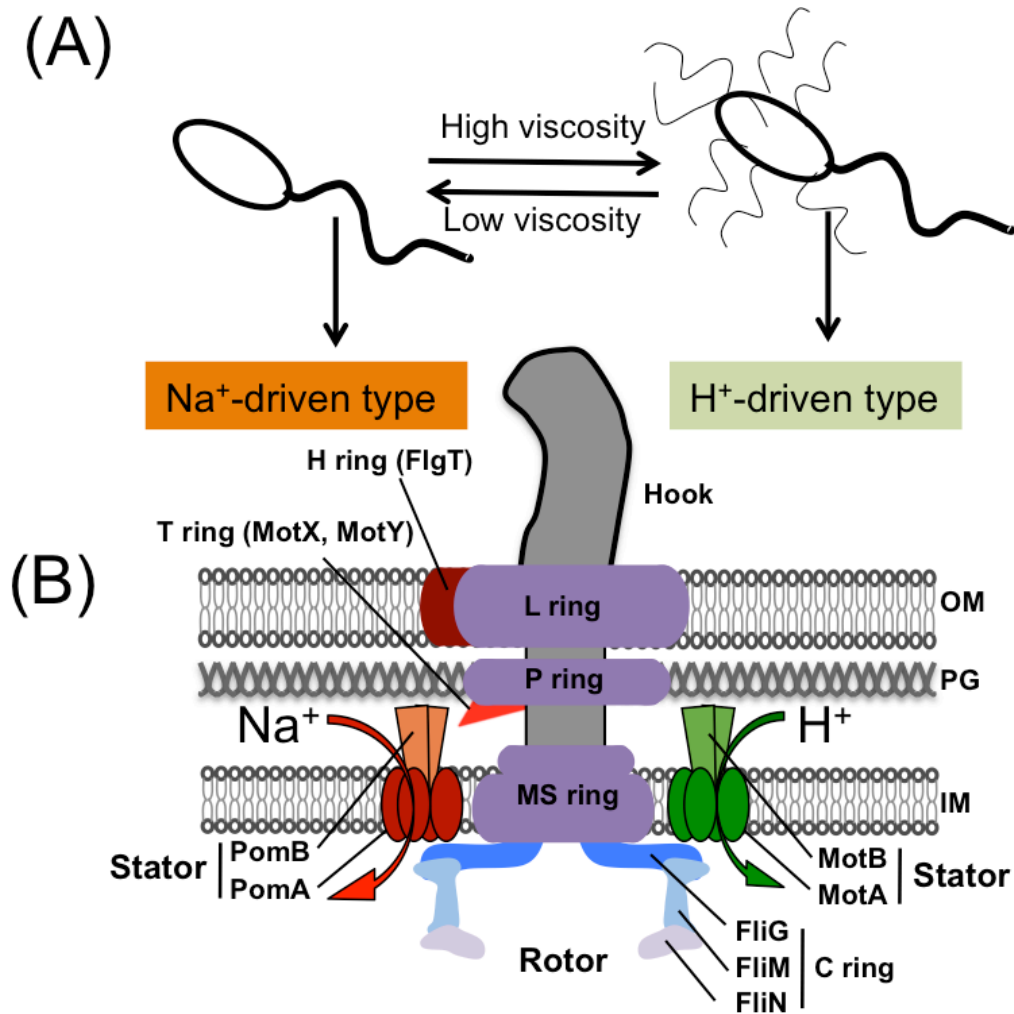 (A)
High viscosity
Low viscosity
Na⁺-driven type
H⁺-driven type
H ring (FlgT)
Hook
T ring (MotX, MotY)
(B)
L ring
OM
P ring
PG
Na⁺
H⁺
MS ring
IM
Stator
PomB
PomA
MotB
MotA
Stator
Rotor
FliG
FliM
FliN
C ring